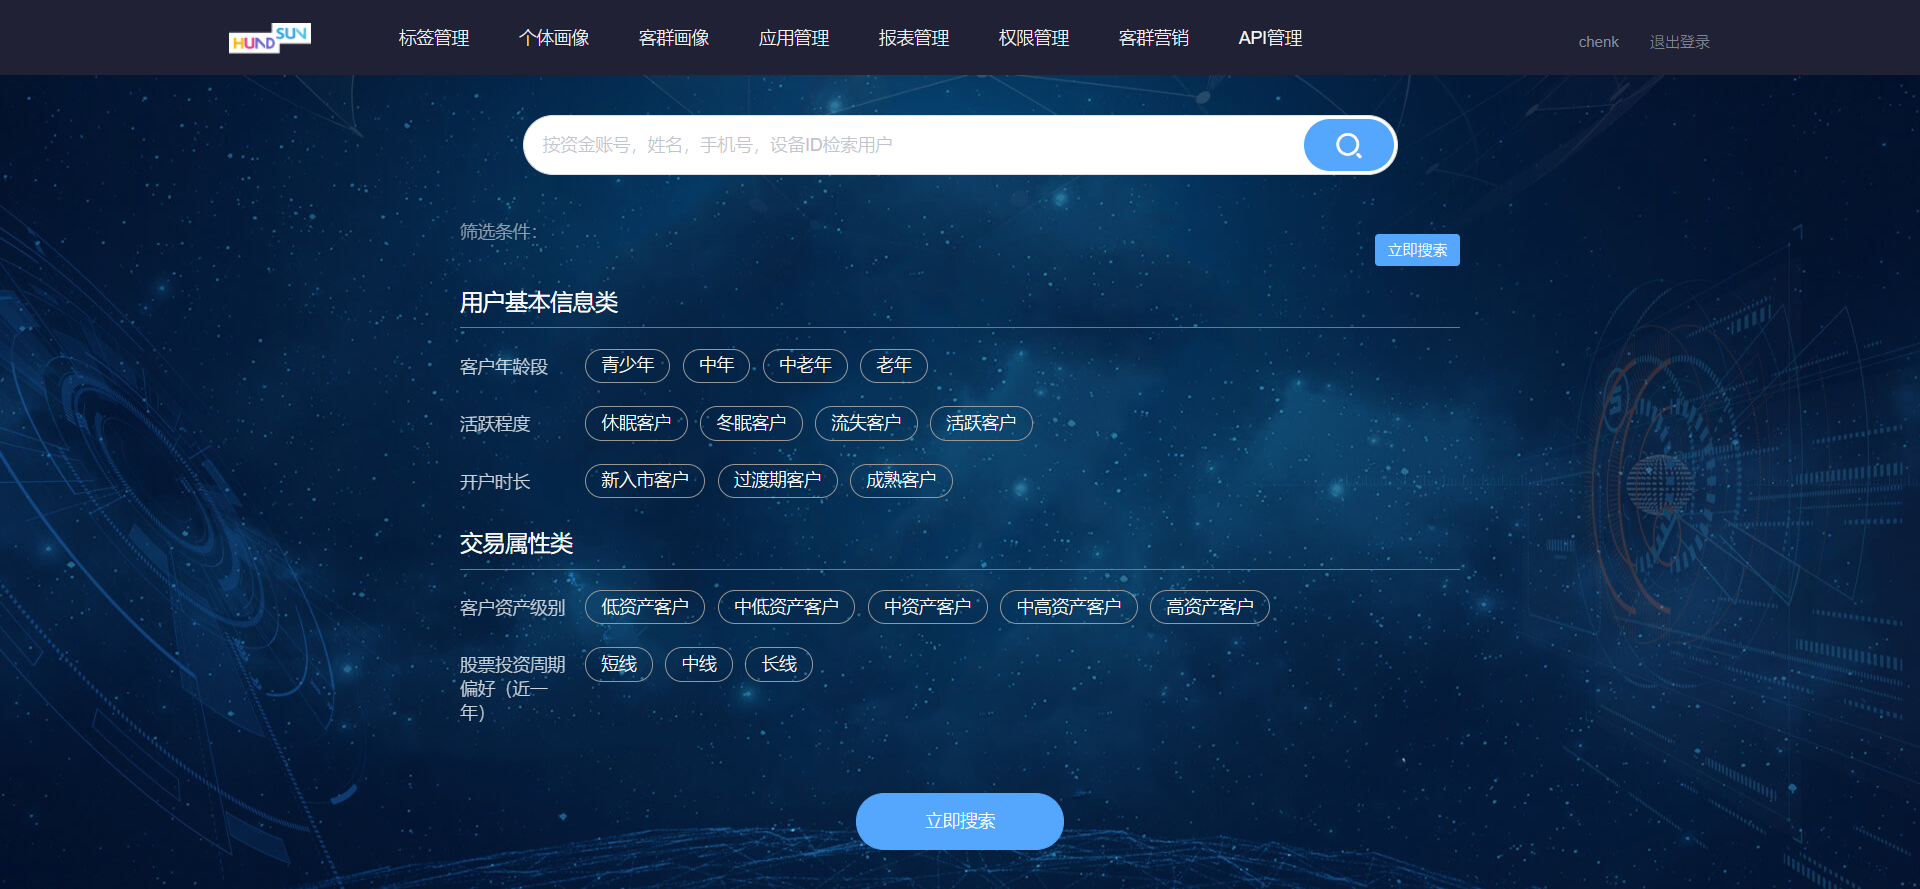 HUNDSUN 标签管理 个体画像 客群画像 应用管理 报表管理 权限管理 客群营销 API管理 chenk 退出登录
按资金账号，姓名，手机号，设备ID检索用户
筛选条件：
立即搜索
用户基本信息类
客户年龄段 青少年 中年 中老年 老年
活跃程度 休眠客户 冬眠客户 流失客户 活跃客户
开户时长 新入市客户 过渡期客户 成熟客户
交易属性类
客户资产级别 低资产客户 中低资产客户 中资产客户 中高资产客户 高资产客户
股票投资周期 短线 中线 长线
偏好（近一
年）
立即搜索